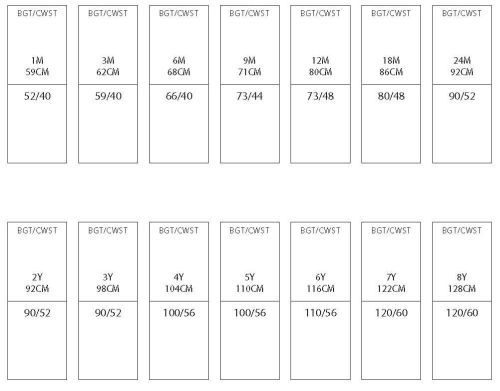 BGT/CWST BGT/CWST BGT/CWST BGT/CWST BGT/CWST BGT/CWST BGT/CWST
1M 3M 6M 9M 12M 18M 24M
59CM 62CM 68CM 71CM 80CM 86CM 92CM
52/40 59/40 66/40 73/44 73/48 80/48 90/52
BGT/CWST BGT/CWST BGT/CWST BGT/CWST BGT/CWST BGT/CWST BGT/CWST
2Y 3Y 4Y 5Y 6Y 7Y 8Y
92CM 98CM 104CM 110CM 116CM 122CM 128CM
90/52 90/52 100/56 100/56 110/56 120/60 120/60